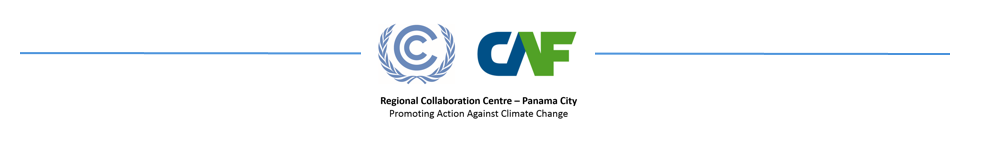 CAF
Regional Collaboration Centre – Panama City
Promoting Action Against Climate Change